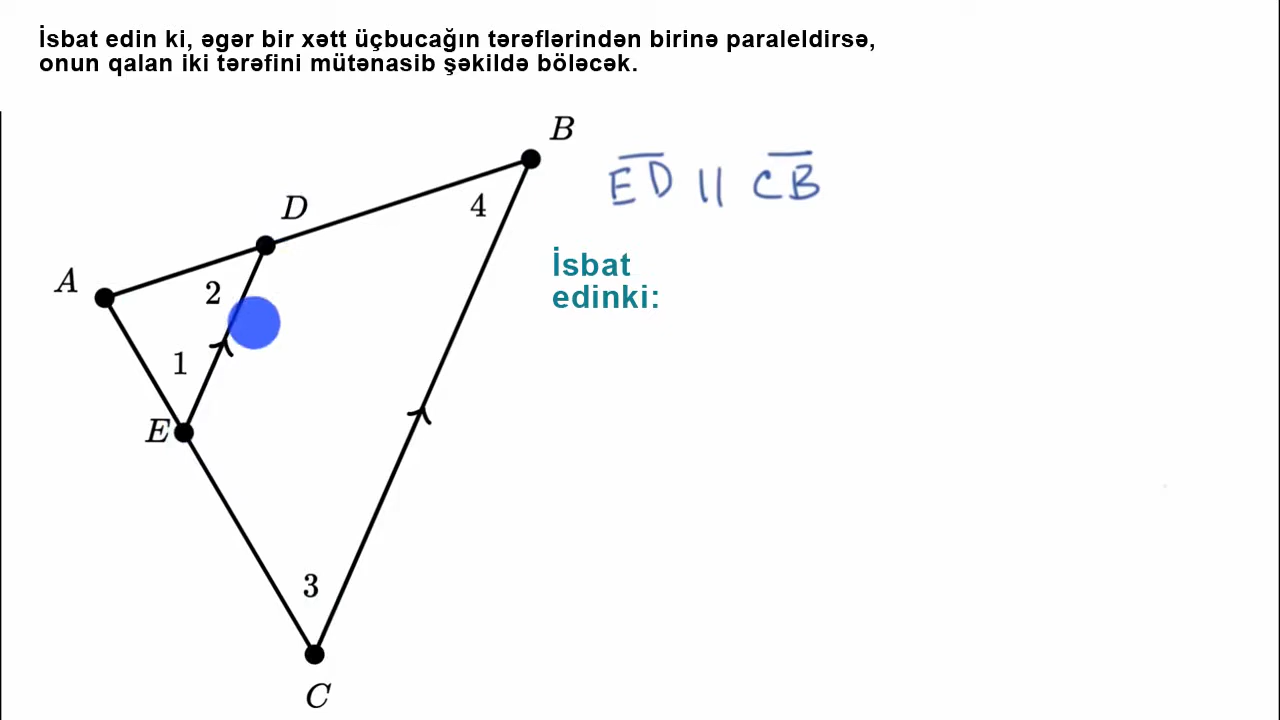 İsbat edin ki, əgər bir xətt üçbucağın tərəflərindən birinə paraleldirsə,
onun qalan iki tərəfini mütənasib şəkildə böləcək.
B
ED || CB
D
4
A
2
İsbat
edinki:
1
E
3
C